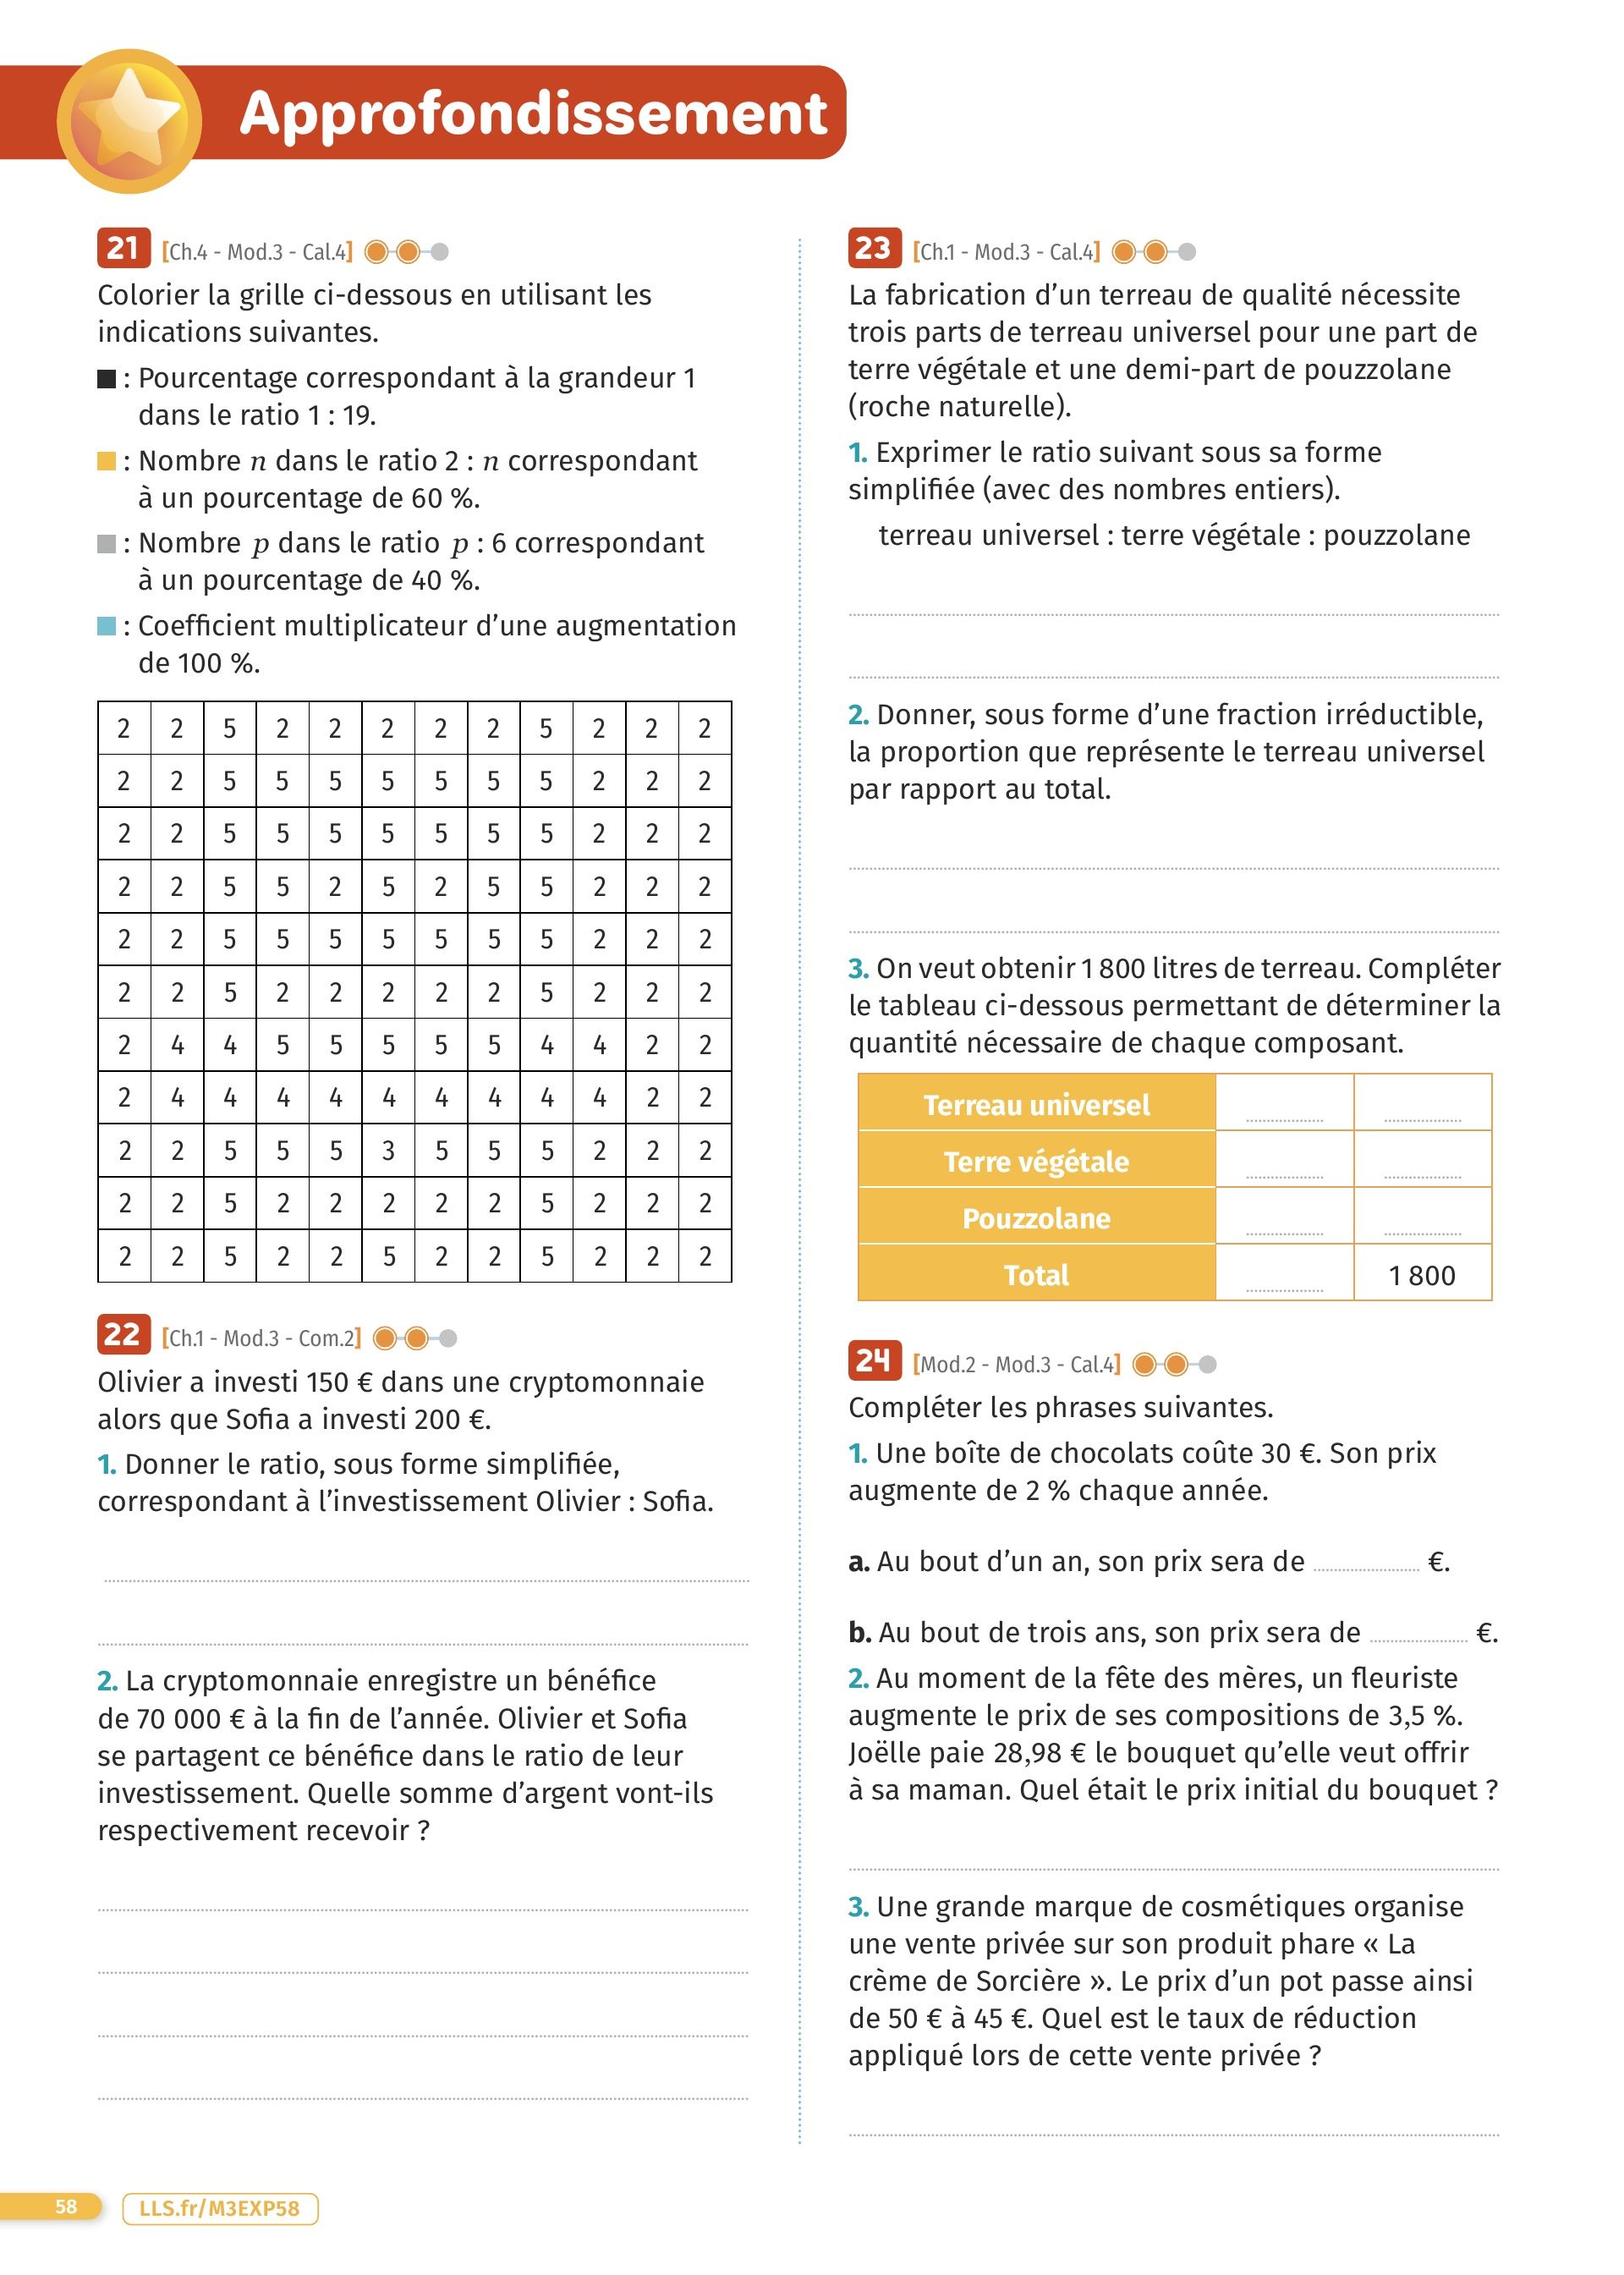 Approfondissement
21 [Ch.4 - Mod.3 - Cal.4]
Colorier la grille ci-dessous en utilisant les
indications suivantes.
: Pourcentage correspondant à la grandeur 1
dans le ratio 1 : 19.
: Nombre n dans le ratio 2 : n correspondant
à un pourcentage de 60 %.
: Nombre p dans le ratio p : 6 correspondant
à un pourcentage de 40 %.
: Coefficient multiplicateur d’une augmentation
de 100 %.
2 2 5 2 2 2 2 2 5 2 2 2
2 2 5 5 5 5 5 5 5 2 2 2
2 2 5 5 5 5 5 5 5 2 2 2
2 2 5 5 2 5 2 5 5 2 2 2
2 2 5 5 5 5 5 5 5 2 2 2
2 2 5 2 2 2 2 2 5 2 2 2
2 4 4 5 5 5 5 5 4 4 2 2
2 4 4 4 4 4 4 4 4 4 2 2
2 2 5 5 5 3 5 5 5 2 2 2
2 2 5 2 2 2 2 2 5 2 2 2
2 2 5 2 2 5 2 2 5 2 2 2
22 [Ch.1 - Mod.3 - Com.2]
Olivier a investi 150 € dans une cryptomonnaie
alors que Sofia a investi 200 €.
1. Donner le ratio, sous forme simplifiée,
correspondant à l’investissement Olivier : Sofia.
2. La cryptomonnaie enregistre un bénéfice
de 70 000 € à la fin de l’année. Olivier et Sofia
se partagent ce bénéfice dans le ratio de leur
investissement. Quelle somme d’argent vont-ils
respectivement recevoir ?
23 [Ch.1 - Mod.3 - Cal.4]
La fabrication d’un terreau de qualité nécessite
trois parts de terreau universel pour une part de
terre végétale et une demi-part de pouzzolane
(roche naturelle).
1. Exprimer le ratio suivant sous sa forme
simplifiée (avec des nombres entiers).
terreau universel : terre végétale : pouzzolane
2. Donner, sous forme d’une fraction irréductible,
la proportion que représente le terreau universel
par rapport au total.
3. On veut obtenir 1 800 litres de terreau. Compléter
le tableau ci-dessous permettant de déterminer la
quantité nécessaire de chaque composant.
Terreau universel
Terre végétale
Pouzzolane
Total 1 800
24 [Mod.2 - Mod.3 - Cal.4]
Compléter les phrases suivantes.
1. Une boîte de chocolats coûte 30 €. Son prix
augmente de 2 % chaque année.
a. Au bout d’un an, son prix sera de ............ €.
b. Au bout de trois ans, son prix sera de ............ €.
2. Au moment de la fête des mères, un fleuriste
augmente le prix de ses compositions de 3,5 %.
Joëlle paie 28,98 € le bouquet qu’elle veut offrir
à sa maman. Quel était le prix initial du bouquet ?
3. Une grande marque de cosmétiques organise
une vente privée sur son produit phare « La
crème de Sorcière ». Le prix d’un pot passe ainsi
de 50 € à 45 €. Quel est le taux de réduction
appliqué lors de cette vente privée ?
58 LLS.fr/M3EXP58